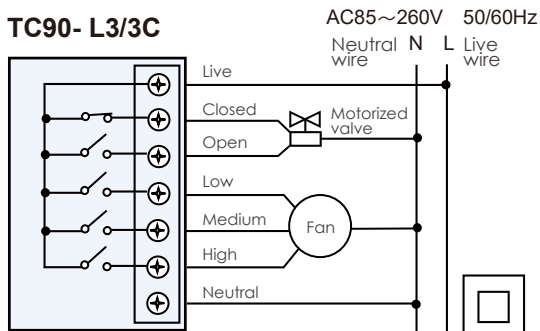 TC90- L3/3C
AC85～260V 50/60Hz
Neutral wire N L Live wire
Live
Closed
Open
Motorized valve
Low
Medium
High
Fan
Neutral